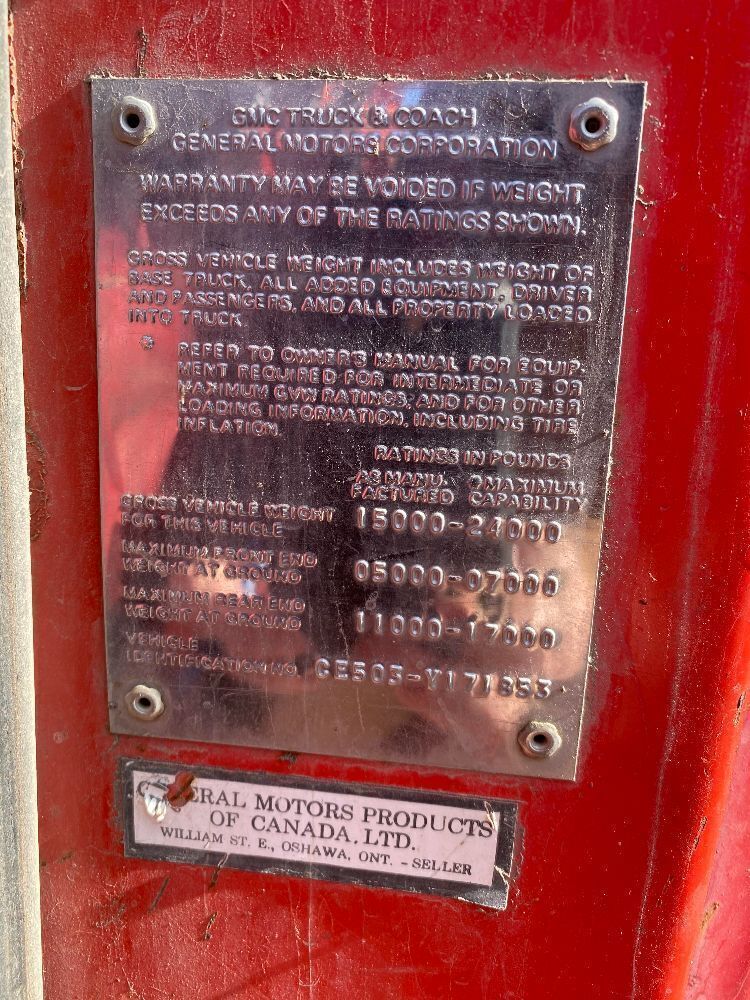 GMC TRUCK & COACH
GENERAL MOTORS CORPORATION
WARRANTY MAY BE VOIDED IF WEIGHT
EXCEEDS ANY OF THE RATINGS SHOWN.
GROSS VEHICLE WEIGHT INCLUDES WEIGHT OF
BASE TRUCK, ALL ADDED EQUIPMENT, DRIVER
AND PASSENGERS, AND ALL PROPERTY LOADED
INTO TRUCK
* REFER TO OWNER'S MANUAL FOR EQUIP-
MENT REQUIRED FOR INTERMEDIATE OR
MAXIMUM GVW RATINGS, AND FOR OTHER
LOADING INFORMATION, INCLUDING TIRE
INFLATION.
RATINGS IN POUNDS
AS MANU- *MAXIMUM
FACTURED CAPABILITY
GROSS VEHICLE WEIGHT
FOR THIS VEHICLE 15000-24000
MAXIMUM FRONT END
WEIGHT AT GROUND 05000-07000
MAXIMUM REAR END
WEIGHT AT GROUND 11000-17000
VEHICLE
IDENTIFICATION NO. CE503-Y171853
GENERAL MOTORS PRODUCTS
OF CANADA, LTD.
WILLIAM ST. E., OSHAWA, ONT. - SELLER